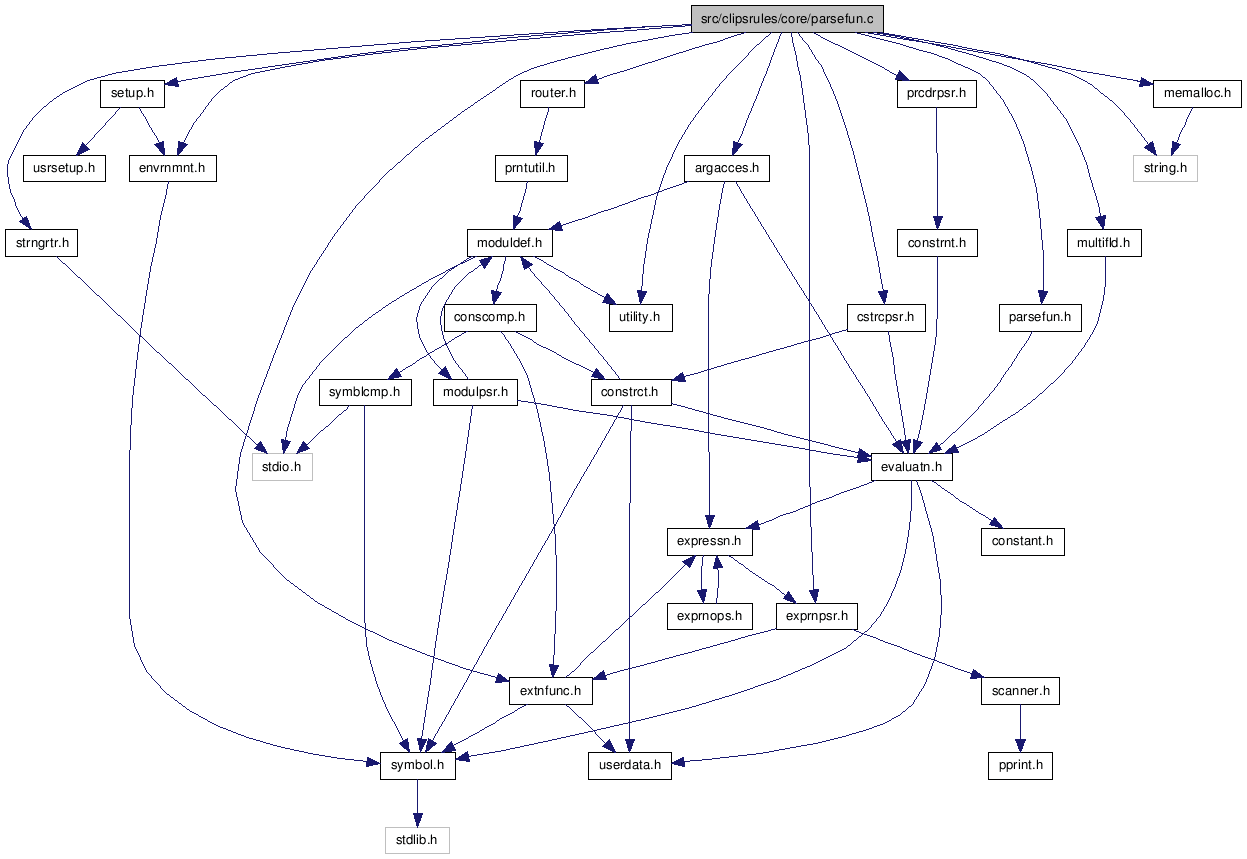 src/clipsrules/core/parsefun.c
setup.h
router.h
prcdrpsr.h
memalloc.h
usrsetup.h
envrnmnt.h
prntutil.h
argacces.h
string.h
strngrtr.h
moduldef.h
constrnt.h
multifld.h
conscomp.h
utility.h
cstrcpsr.h
parsefun.h
symblcmp.h
modulpsr.h
constrct.h
stdio.h
evaluatn.h
expressn.h
constant.h
exprnops.h
exprnpsr.h
extnfunc.h
scanner.h
symbol.h
userdata.h
pprint.h
stdlib.h